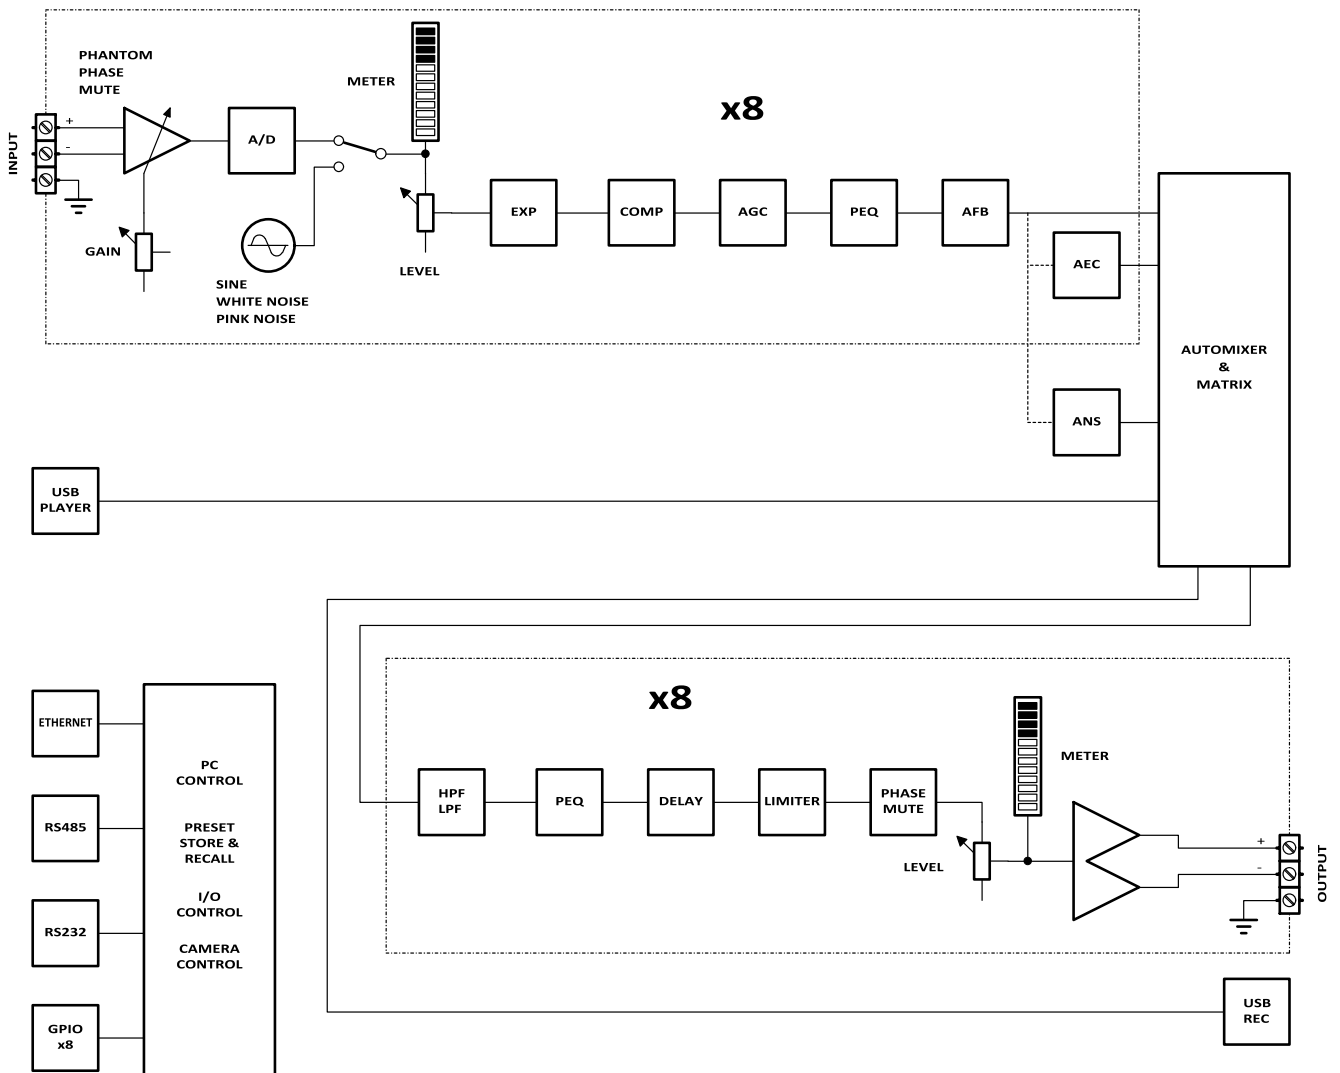 PHANTOM
PHASE
MUTE
METER
x8
INPUT
+
-
A/D
GAIN
SINE
WHITE NOISE
PINK NOISE
LEVEL
EXP
COMP
AGC
PEQ
AFB
AEC
ANS
AUTOMIXER
&
MATRIX
USB
PLAYER
x8
ETHERNET
RS485
RS232
GPIO
x8
PC
CONTROL
PRESET
STORE &
RECALL
I/O
CONTROL
CAMERA
CONTROL
HPF
LPF
PEQ
DELAY
LIMITER
PHASE
MUTE
LEVEL
METER
+
-
OUTPUT
USB
REC